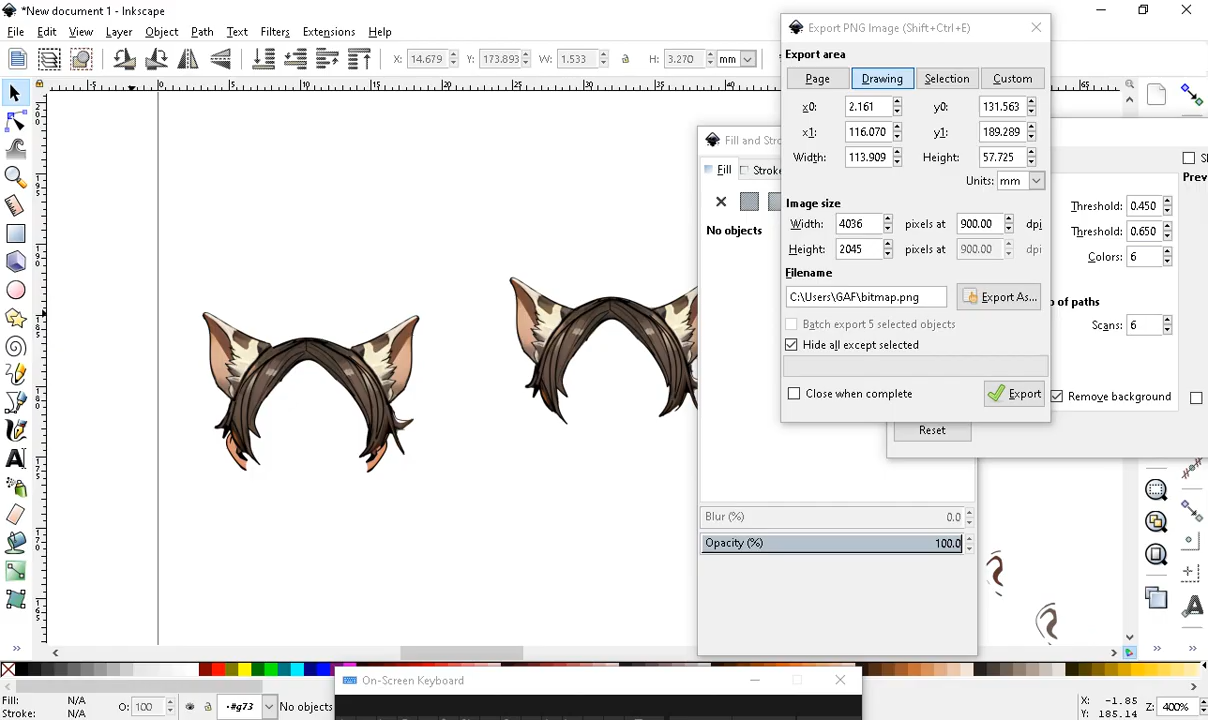 *New document 1 - Inkscape
File Edit View Layer Object Path Text Filters Extensions Help
X: 14.679 Y: 173.893 W: 1.533 H: 3.270 mm
Export PNG Image (Shift+Ctrl+E)
Export area
Page Drawing Selection Custom
x0: 2.161 y0: 131.563
x1: 116.070 y1: 189.289
Width: 113.909 Height: 57.725
Units: mm
Image size
Width: 4036 pixels at 900.00 dpi
Height: 2045 pixels at 900.00 dpi
Filename
C:\Users\GAF\bitmap.png Export As...
Batch export 5 selected objects
Hide all except selected
Close when complete Export
Fill and Stro
Fill Stroke
No objects
Blur (%) 0.0
Opacity (%) 100.0
Prev
Threshold: 0.450
Threshold: 0.650
Colors: 6
o of paths
Scans: 6
Remove background
Reset
On-Screen Keyboard
Fill: N/A
Stroke: N/A
O: 100
#g73
No objects
X: -1.85
Y: 185.14
Z: 400%